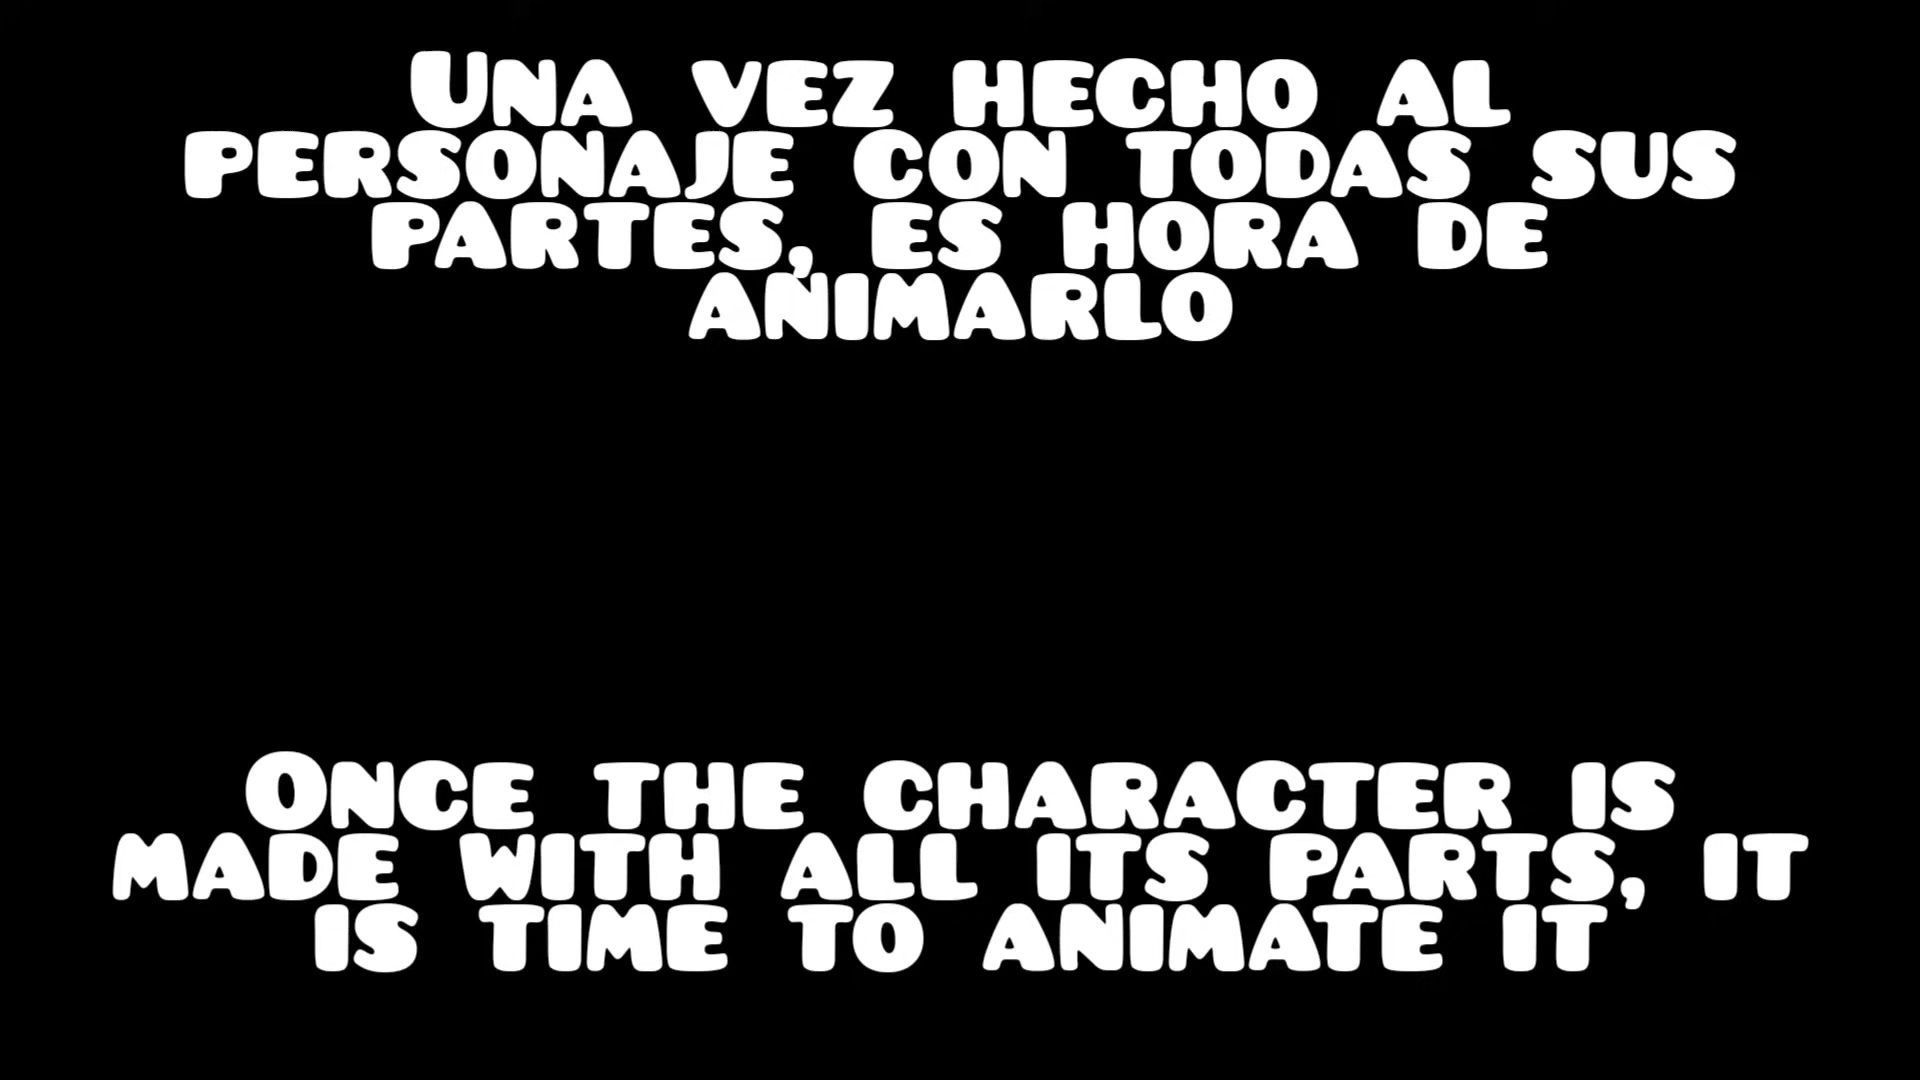 Una vez hecho al
personaje con todas sus
partes, es hora de
animarlo
Once the character is
made with all its parts, it
is time to animate it